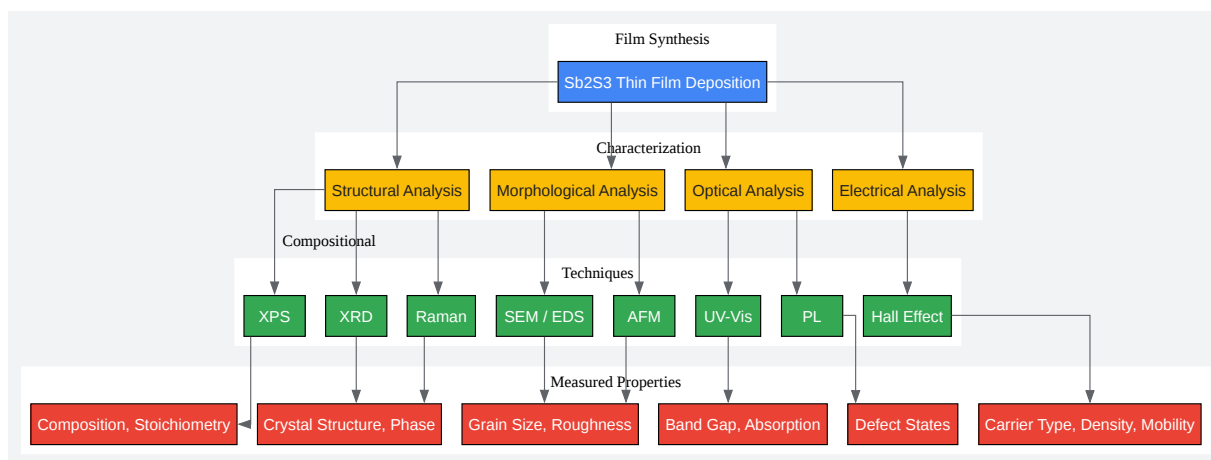 Film Synthesis
Sb2S3 Thin Film Deposition
Characterization
Structural Analysis
Morphological Analysis
Optical Analysis
Electrical Analysis
Compositional
Techniques
XPS
XRD
Raman
SEM / EDS
AFM
UV-Vis
PL
Hall Effect
Measured Properties
Composition, Stoichiometry
Crystal Structure, Phase
Grain Size, Roughness
Band Gap, Absorption
Defect States
Carrier Type, Density, Mobility